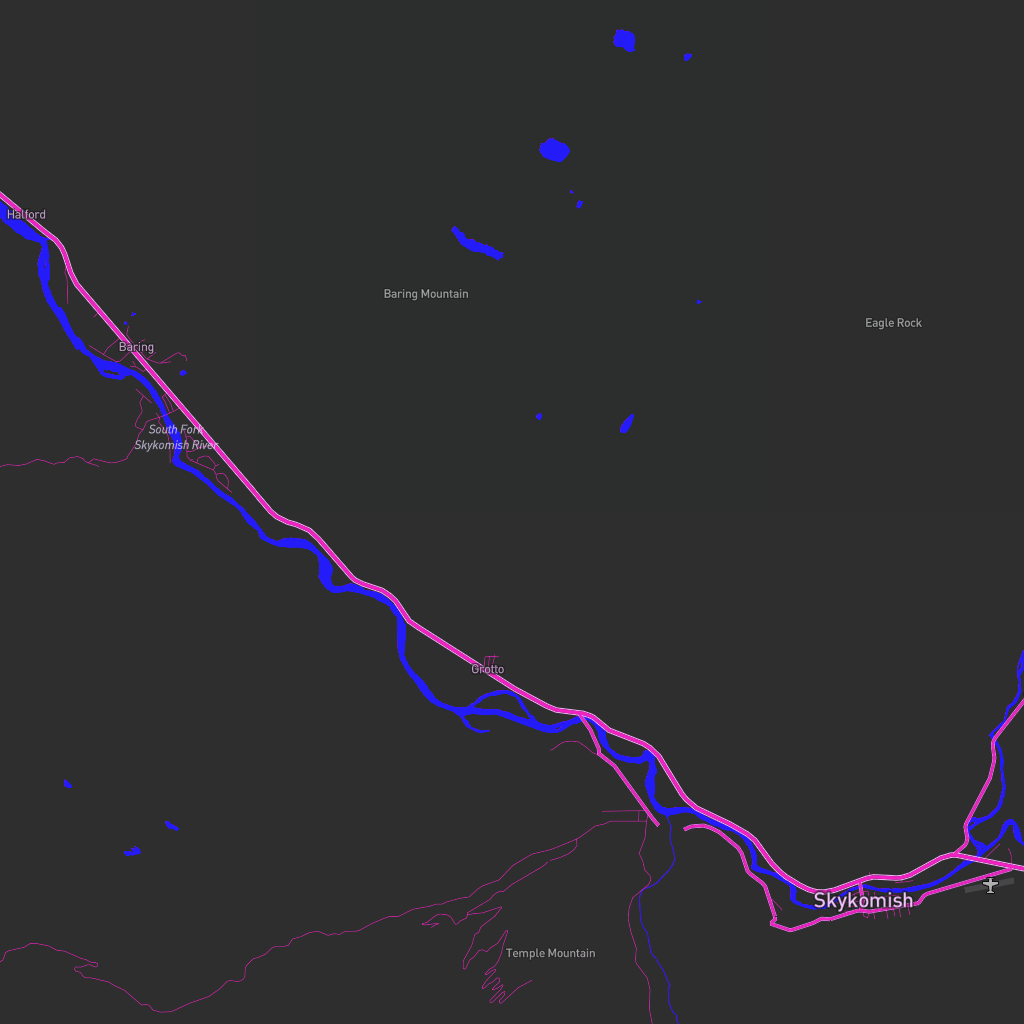 Halford
Baring Mountain
Eagle Rock
Baring
South Fork
Skykomish River
Grotto
Skykomish
Temple Mountain